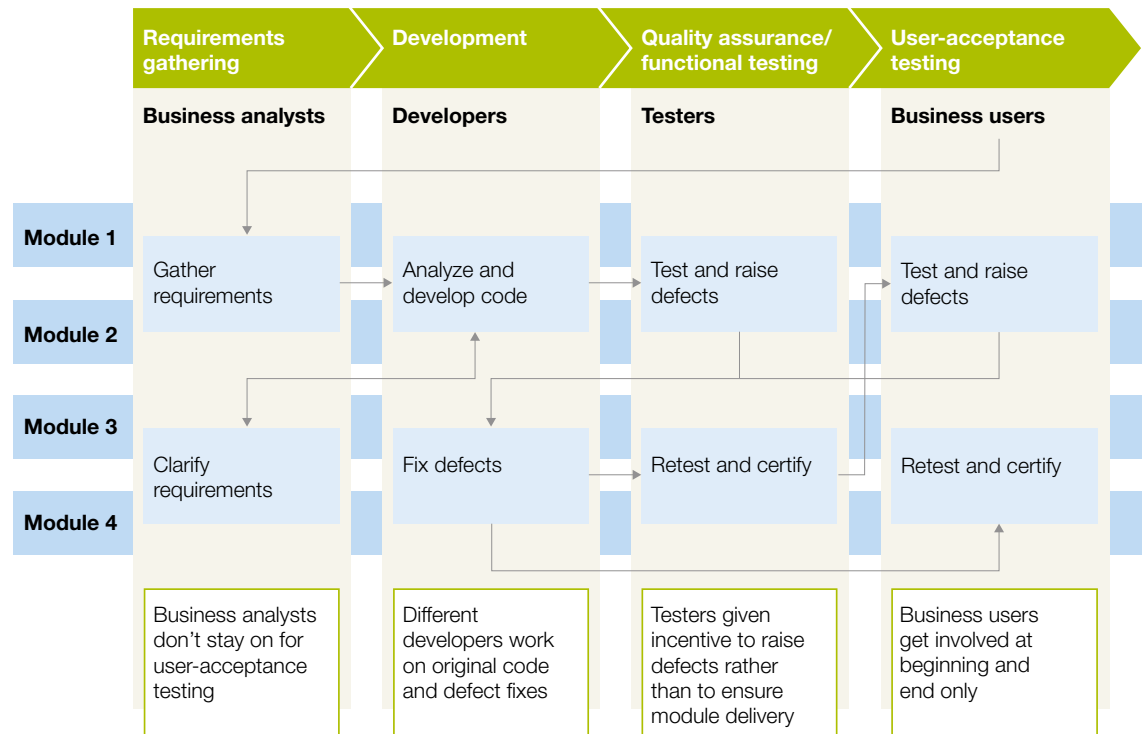 Requirements
gathering
Development
Quality assurance/
functional testing
User-acceptance
testing
Business analysts
Developers
Testers
Business users
Module 1
Gather
requirements
Analyze and
develop code
Test and raise
defects
Test and raise
defects
Module 2
Module 3
Clarify
requirements
Fix defects
Retest and certify
Retest and certify
Module 4
Business analysts
don’t stay on for
user-acceptance
testing
Different
developers work
on original code
and defect fixes
Testers given
incentive to raise
defects rather
than to ensure
module delivery
Business users
get involved at
beginning and
end only